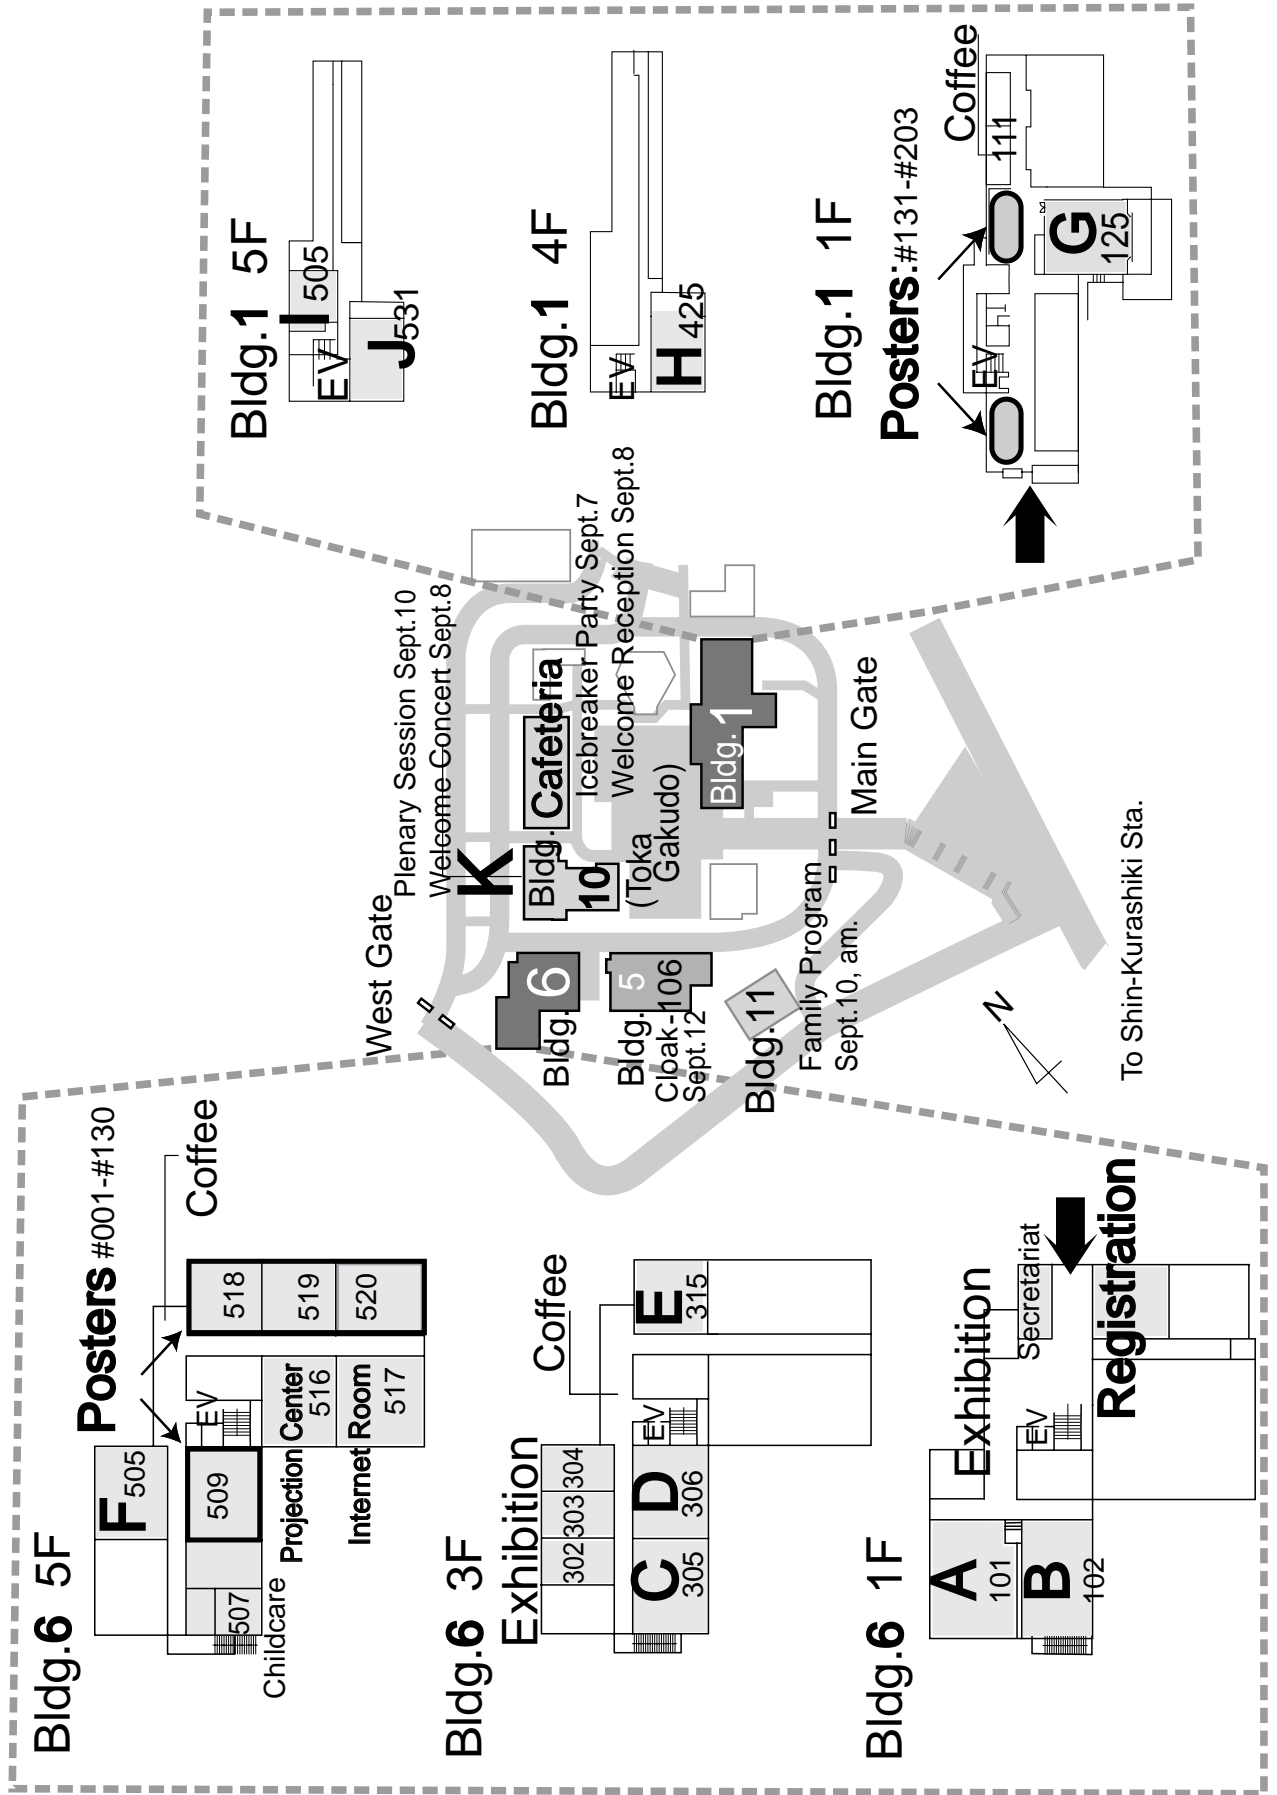 Bldg.6 5F
Posters #001-#130
Coffee
F 505
509
507
Childcare
EV
518
519
520
Projection Center
516
Internet Room
517
Bldg.6 3F
Exhibition
302 303 304
Coffee
C
305
D
306
EV
E
315
Bldg.6 1F
A
101
B
102
Exhibition
EV
Secretariat
Registration
West Gate
Plenary Session Sept.10
Welcome Concert Sept.8
K
Bldg. 6
Bldg. 5
Cloak-106
Sept.12
Bldg.11
Family Program
Sept.10, am.
Bldg.
10
(Toka
Gakudo)
Cafeteria
Icebreaker Party Sept.7
Welcome Reception Sept.8
Bldg. 1
Main Gate
N
To Shin-Kurashiki Sta.
Bldg.1 5F
I 505
EV
J 531
Bldg.1 4F
EV
H 425
Bldg.1 1F
Posters:#131-#203
Coffee
111
EV
G
125